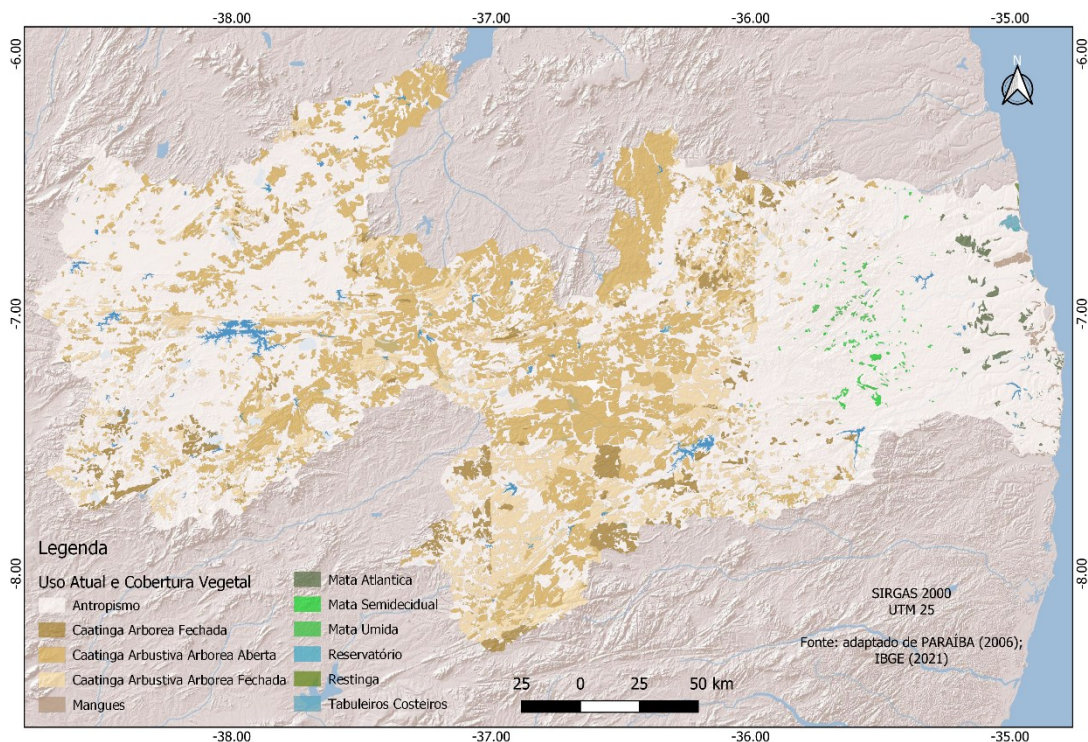 -38.00 -37.00 -36.00 -35.00
-6.00 -6.00
N
-7.00 -7.00
-8.00 -8.00
Legenda
Uso Atual e Cobertura Vegetal
Antropismo
Caatinga Arborea Fechada
Caatinga Arbustiva Arborea Aberta
Caatinga Arbustiva Arborea Fechada
Mangues
Mata Atlantica
Mata Semidecidual
Mata Umida
Reservatório
Restinga
Tabuleiros Costeiros
SIRGAS 2000
UTM 25
Fonte: adaptado de PARAÍBA (2006);
IBGE (2021)
25 0 25 50 km
-38.00 -37.00 -36.00 -35.00